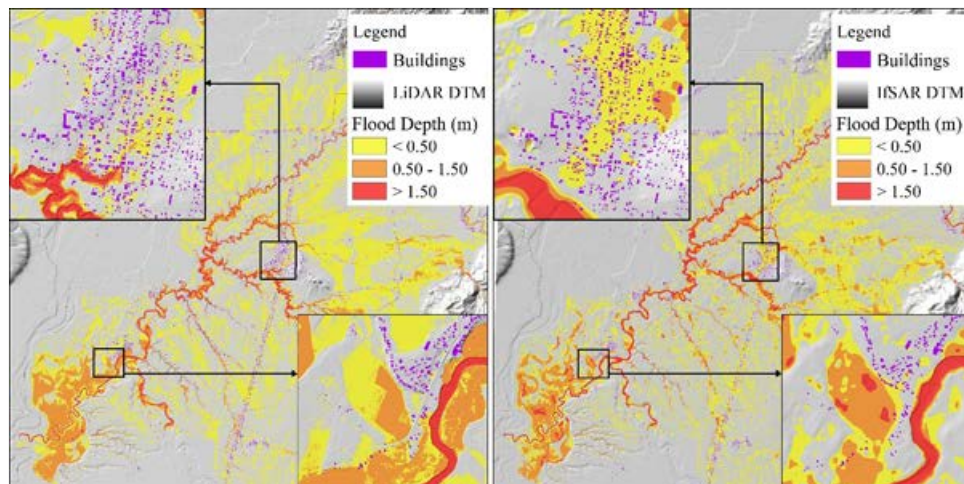 Legend
Buildings
LiDAR DTM
Flood Depth (m)
< 0.50
0.50 - 1.50
> 1.50
Legend
Buildings
IfSAR DTM
Flood Depth (m)
< 0.50
0.50 - 1.50
> 1.50